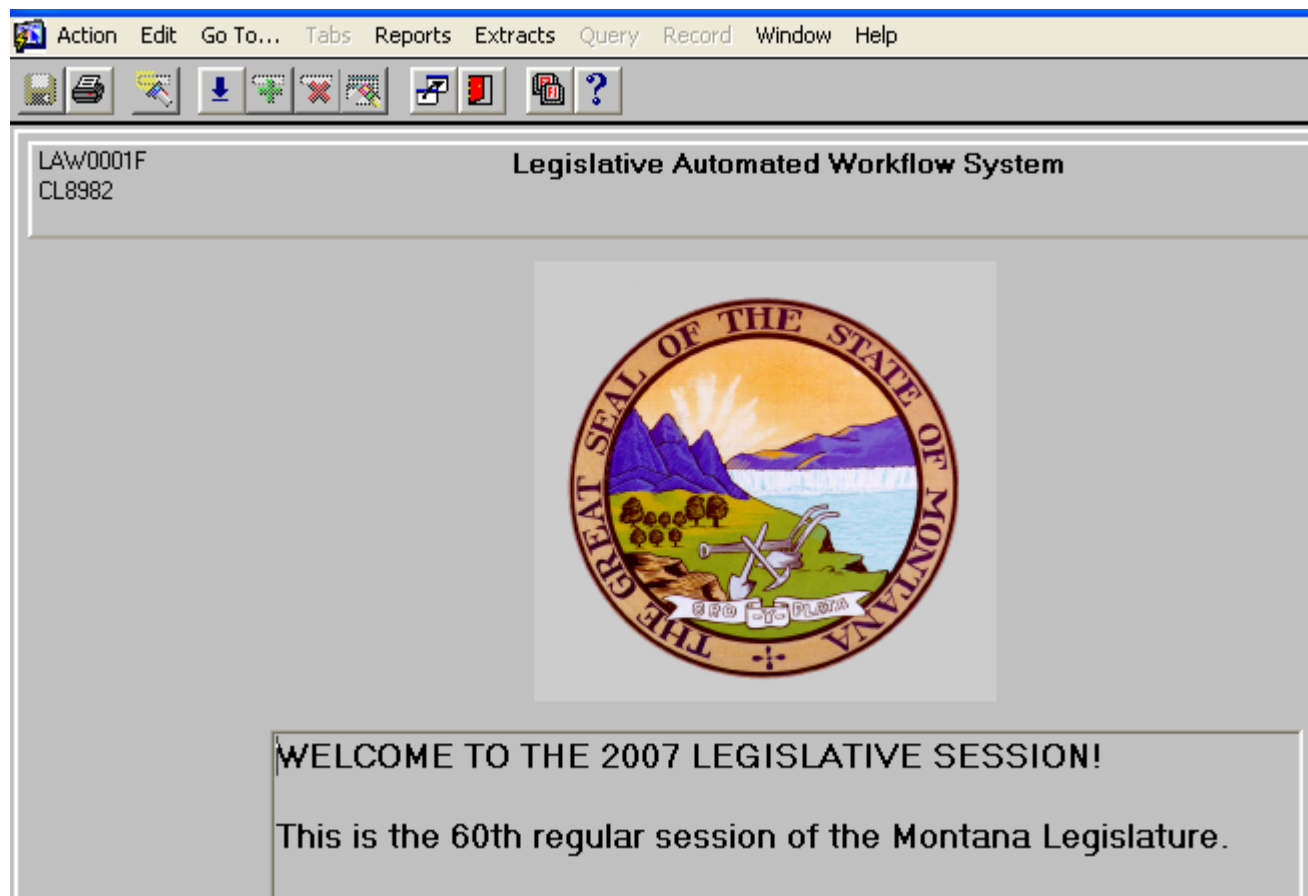 Action Edit Go To... Tabs Reports Extracts Query Record Window Help
LAW0001F
CL8982
Legislative Automated Workflow System
THE GREAT SEAL OF THE STATE OF MONTANA
ORO -Y- PLATA
WELCOME TO THE 2007 LEGISLATIVE SESSION!
This is the 60th regular session of the Montana Legislature.